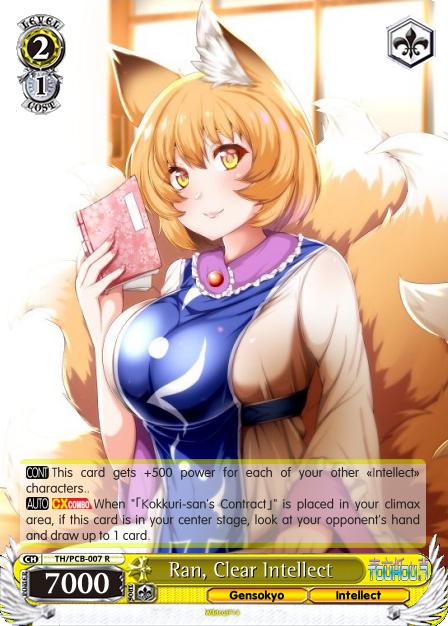 LEVEL
2
1
COST
CONT This card gets +500 power for each of your other «Intellect»
characters..
AUTO CX COMBO When "「Kokkuri-san's Contract」" is placed in your climax
area, if this card is in your center stage, look at your opponent's hand
and draw up to 1 card.
CH TH/PCB-007 R
POWER 7000 SOUL
Ran, Clear Intellect
TOUHOU
Gensokyo Intellect